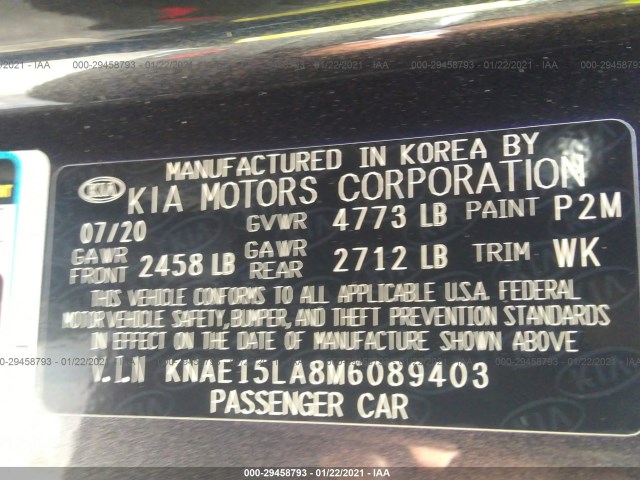 01/22/2021 - IAA 000-29458793 - 01/22/2021 - IAA 000-29458793 - 01/22/2021 - IAA
MANUFACTURED IN KOREA BY
KIA KIA MOTORS CORPORATION
07/20 GVWR 4773 LB PAINT P2M
GAWR FRONT 2458 LB GAWR REAR 2712 LB TRIM WK
THIS VEHICLE CONFORMS TO ALL APPLICABLE U.S.A. FEDERAL
MOTOR VEHICLE SAFETY, BUMPER, AND THEFT PREVENTION STANDARDS
IN EFFECT ON THE DATE OF MANUFACTURE SHOWN ABOVE
V.I.N KNAE15LA8M6089403
PASSENGER CAR
000-29458793 - 01/22/2021 - IAA